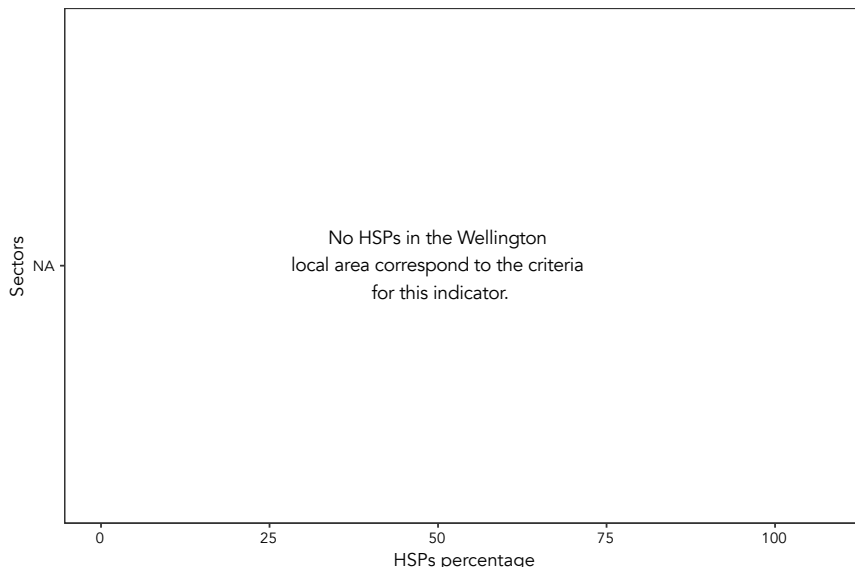 No HSPs in the Wellington
local area correspond to the criteria
for this indicator.
Sectors
NA
0 25 50 75 100
HSPs percentage